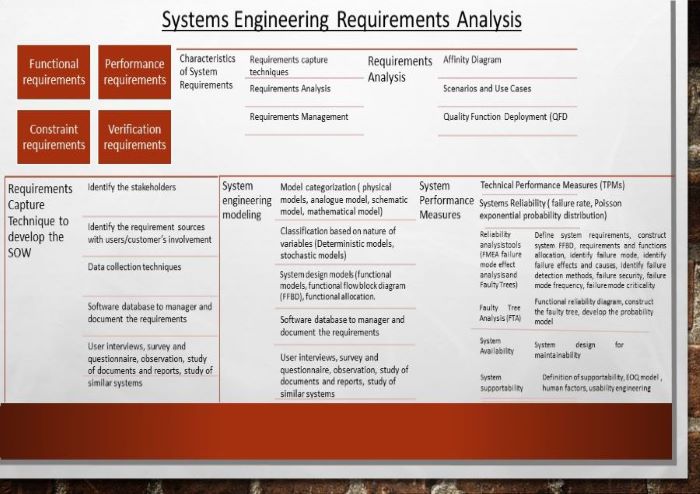 Systems Engineering Requirements Analysis
Functional
requirements
Performance
requirements
Constraint
requirements
Verification
requirements
Characteristics
of System
Requirements
Requirements capture
techniques
Requirements Analysis
Requirements Management
Requirements
Analysis
Affinity Diagram
Scenarios and Use Cases
Quality Function Deployment (QFD
Requirements
Capture
Technique to
develop the
SOW
Identify the stakeholders
Identify the requirement sources
with users/customer's involvement
Data collection techniques
Software database to manager and
document the requirements
User interviews, survey and
questionnaire, observation, study
of documents and reports, study of
similar systems
System
engineering
modeling
Model categorization ( physical
models, analogue model, schematic
model, mathematical model)
Classification based on nature of
variables (Deterministic models,
stochastic models)
System design models (functional
models, functional flowblock diagram
(FFBD), functional allocation.
Software database to manager and
document the requirements
User interviews, survey and
questionnaire, observation, study of
documents and reports, study of
similar systems
System
Performance
Measures
Technical Performance Measures (TPMs)
Systems Reliability ( failure rate, Poisson
exponential probability distribution)
Reliability
analysistools
(FMEA failure
mode effect
analysisand
Faulty Trees)
Define system requirements, construct
system FFBD, requirements and functions
allocation, identify failure mode, identify
failure effects and causes, identify failure
detection methods, failure security, failure
mode frequency, failure mode criticality
Faulty Tree
Analysis (FTA)
Functional reliability diagram, construct
the faulty tree, develop the probability
model
System
Availability
System design for
maintainability
System
supportability
Definition of supportability, EOQ model ,
human factors, usability engineering